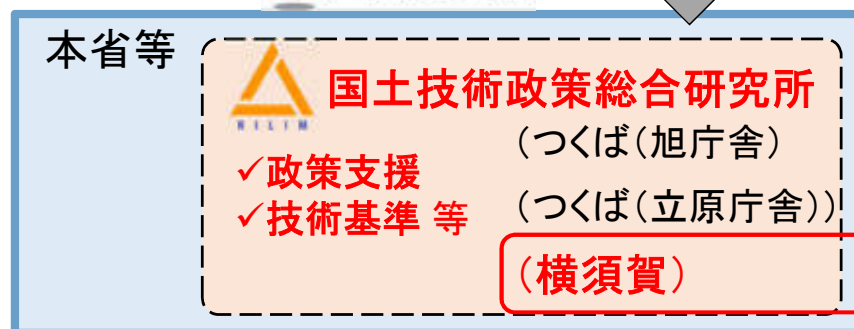 本省等
NILIM
国土技術政策総合研究所
(つくば(旭庁舎)
✓政策支援
(つくば(立原庁舎))
✓技術基準 等
(横須賀)